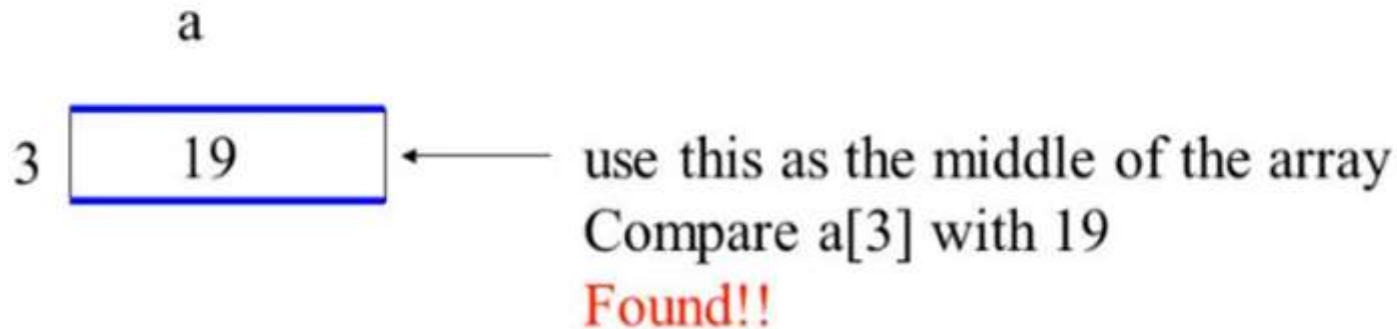 a
3 19 use this as the middle of the array
Compare a[3] with 19
Found!!